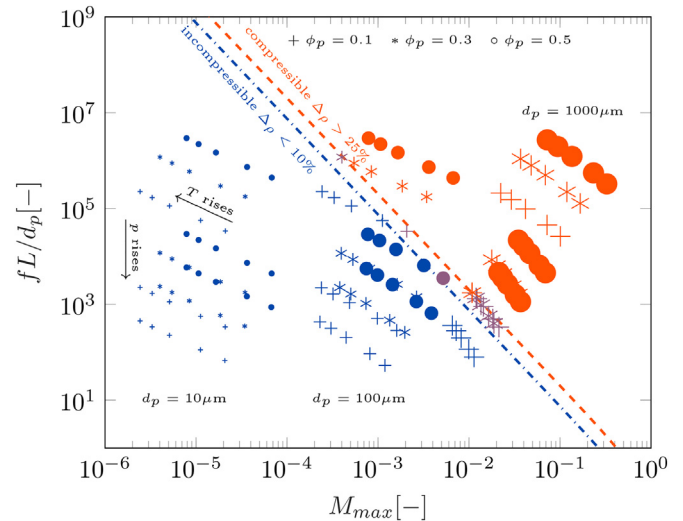 10^9
10^7
10^5
10^3
10^1
fL/d_p[−]
+ ϕ_p = 0.1 * ϕ_p = 0.3 ∘ ϕ_p = 0.5
compressible Δ_ρ > 25%
incompressible Δ_ρ < 10%
d_p = 1000μm
T rises
p rises
d_p = 10μm
d_p = 100μm
10^−6 10^−5 10^−4 10^−3 10^−2 10^−1 10^0
M_max[−]